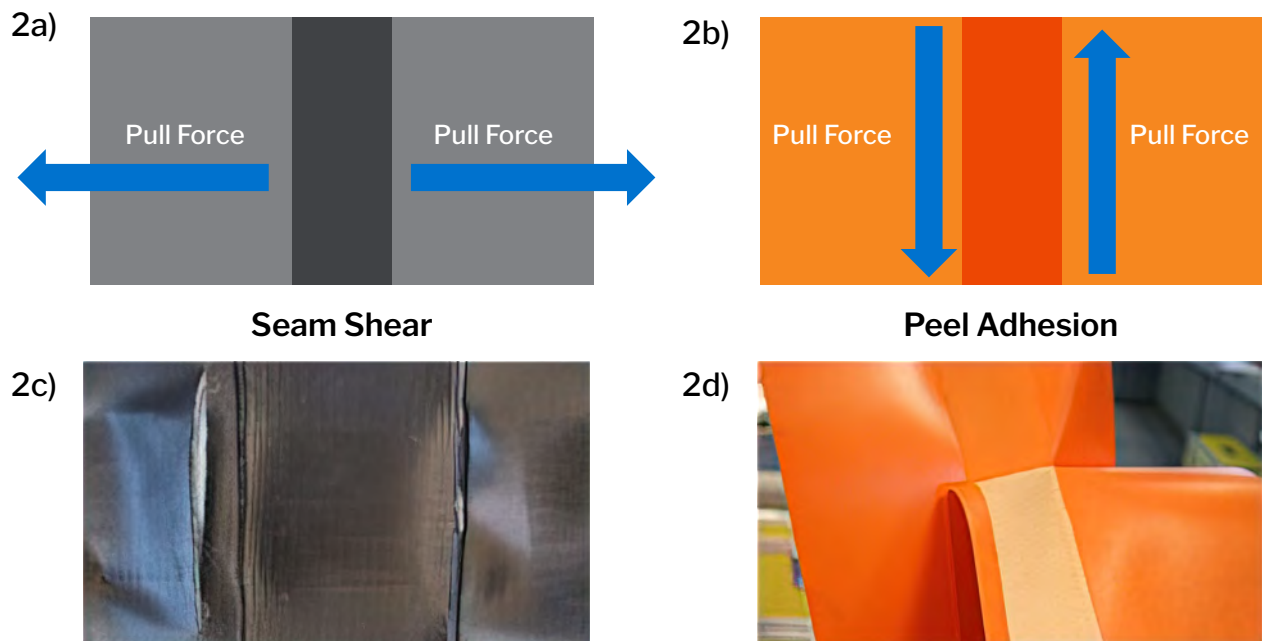 2a)
Pull Force
Pull Force
Seam Shear
2b)
Pull Force
Pull Force
Peel Adhesion
2c)
2d)